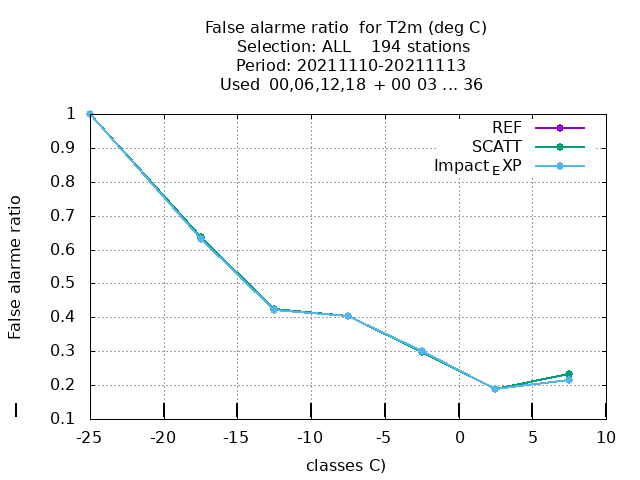 False alarme ratio  for T2m (deg C)
Selection: ALL    194 stations
Period: 20211110-20211113
Used  00,06,12,18  + 00 03 ... 36
REF
SCATT
Impact_EXP
1
0.9
0.8
0.7
0.6
0.5
0.4
0.3
0.2
0.1
False alarme ratio
-25 -20 -15 -10 -5 0 5 10
classes C)